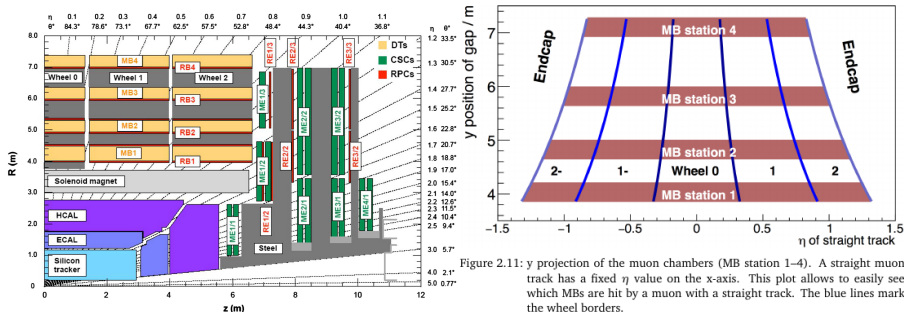 η 0 0.1 0.2 0.3 0.4 0.5 0.6 0.7 0.8 0.9 1.0 1.1
θ° 90° 84.3° 78.6° 73.1° 67.7° 62.5° 57.5° 52.8° 48.4° 44.3° 40.4° 36.8° η θ°
R (m)
8.0
7.0
6.0
5.0
4.0
3.0
2.0
1.0
0.0
0 1 2 3 4 5 6 7 8 9 10 11 12
z (m)
1.2 33.5°
1.3 30.5°
1.4 27.7°
1.5 25.2°
1.6 22.8°
1.7 20.7°
1.8 18.8°
1.9 17.0°
2.0 15.4°
2.1 14.0°
2.2 12.6°
2.3 11.5°
2.4 10.4°
2.5 9.4°
3.0 5.7°
4.0 2.1°
5.0 0.77°
DTs
CSCs
RPCs
MB4
RB4
Wheel 0 Wheel 1 Wheel 2
MB3
RB3
MB2
RB2
MB1
RB1
Solenoid magnet
HCAL
ECAL
Silicon
tracker
Steel
RE1/3
RE2/3
RE3/3
ME1/3
ME2/2
ME3/2
ME1/2
RE2/2
RE3/2
RE1/2
ME1/1
ME2/1
ME3/1
ME4/1
y position of gap / m
7
6
5
4
MB station 4
Endcap
Endcap
MB station 3
MB station 2
2- 1- Wheel 0 1 2
MB station 1
−1.5 −1 −0.5 0 0.5 1 1.5
η of straight track
Figure 2.11: y projection of the muon chambers (MB station 1–4). A straight muon
track has a fixed η value on the x-axis. This plot allows to easily see
which MBs are hit by a muon with a straight track. The blue lines mark
the wheel borders.